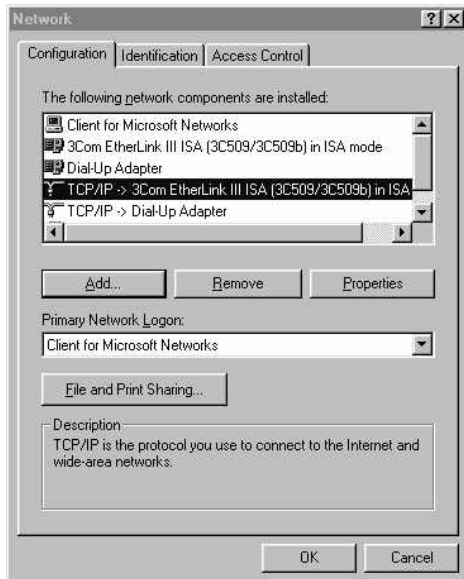 Network
Configuration Identification Access Control
The following network components are installed:
Client for Microsoft Networks
3Com EtherLink III ISA (3C509/3C509b) in ISA mode
Dial-Up Adapter
TCP/IP -> 3Com EtherLink III ISA (3C509/3C509b) in ISA
TCP/IP -> Dial-Up Adapter
Add... Remove Properties
Primary Network Logon:
Client for Microsoft Networks
File and Print Sharing...
Description
TCP/IP is the protocol you use to connect to the Internet and
wide-area networks.
OK Cancel